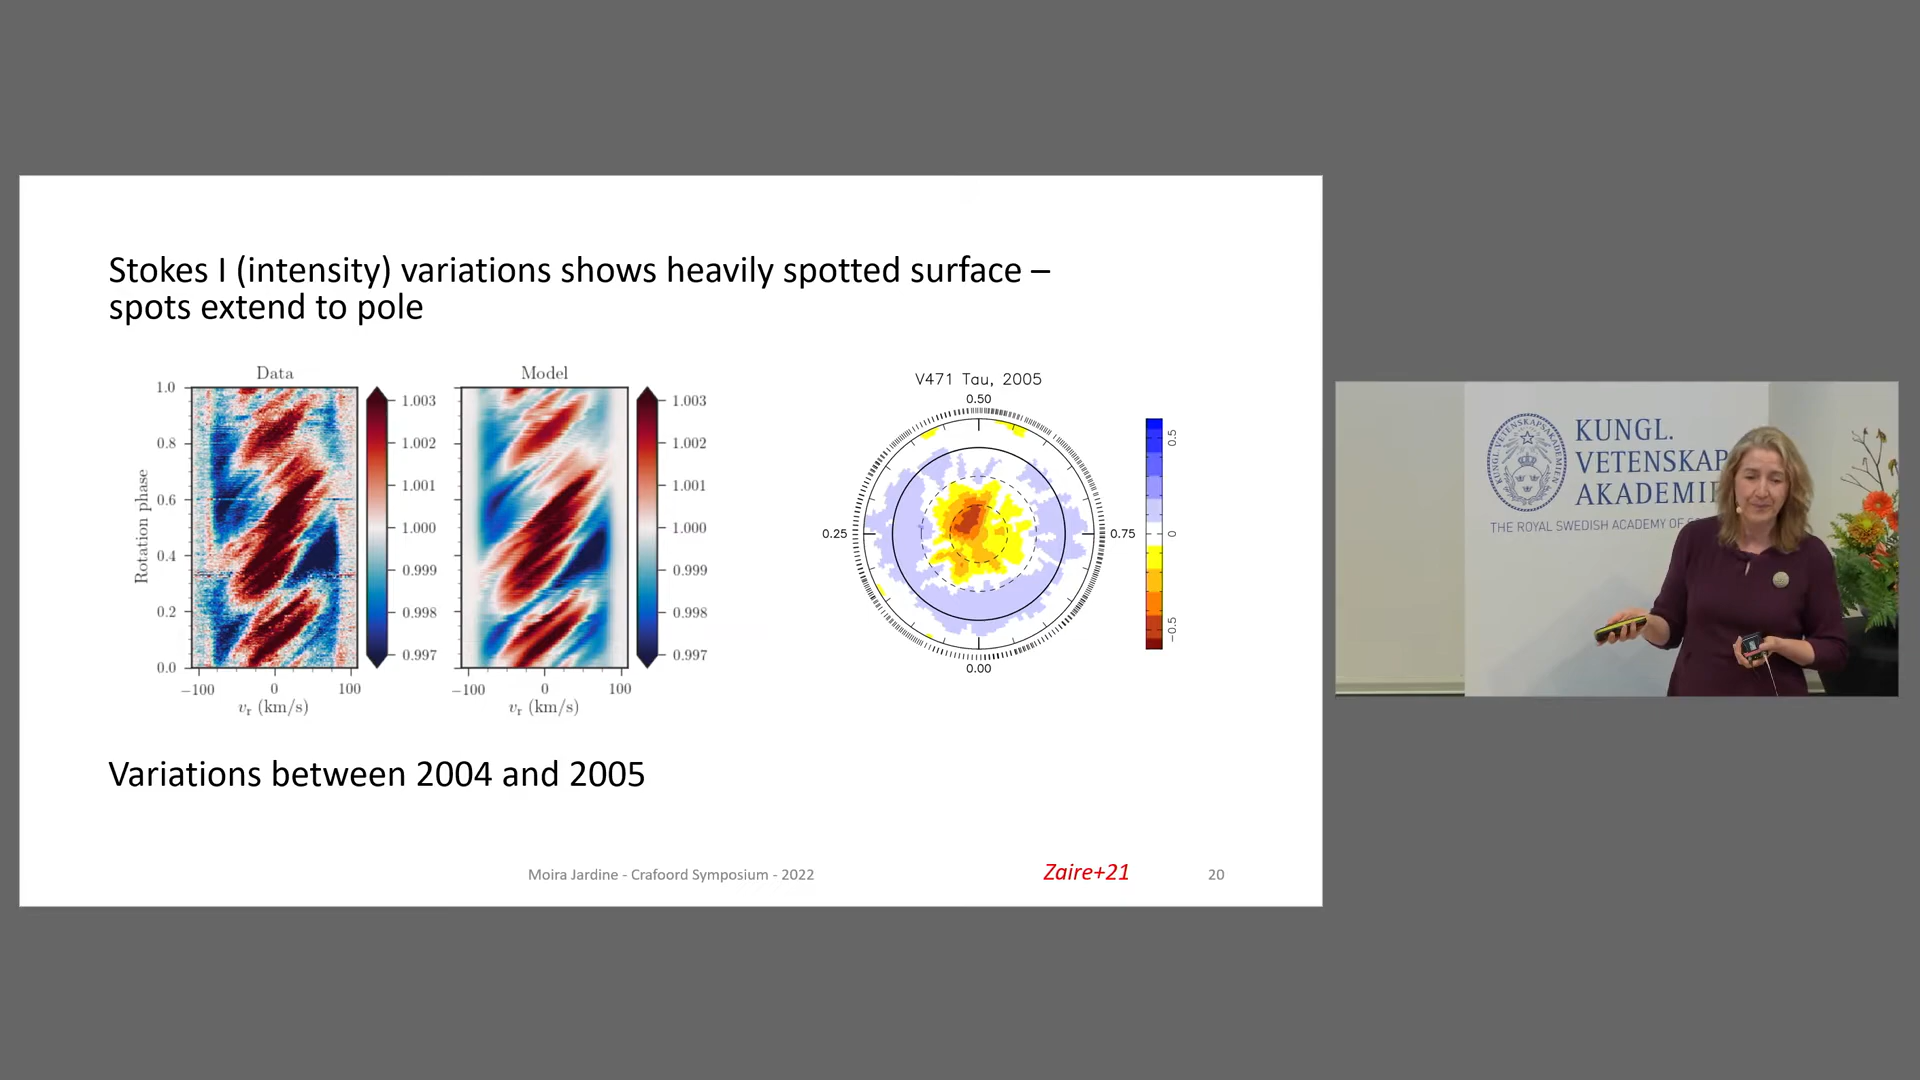 Stokes I (intensity) variations shows heavily spotted surface –
spots extend to pole
Data
1.0
0.8
0.6
0.4
0.2
0.0
Rotation phase
−100 0 100
vr (km/s)
1.003
1.002
1.001
1.000
0.999
0.998
0.997
Model
−100 0 100
vr (km/s)
1.003
1.002
1.001
1.000
0.999
0.998
0.997
V471 Tau, 2005
0.50
0.25
0.75
0.00
0.5
0
−0.5
Variations between 2004 and 2005
Moira Jardine - Crafoord Symposium - 2022
Zaire+21
20
KUNGL.
VETENSKAP
AKADEMI
THE ROYAL SWEDISH ACADEMY OF